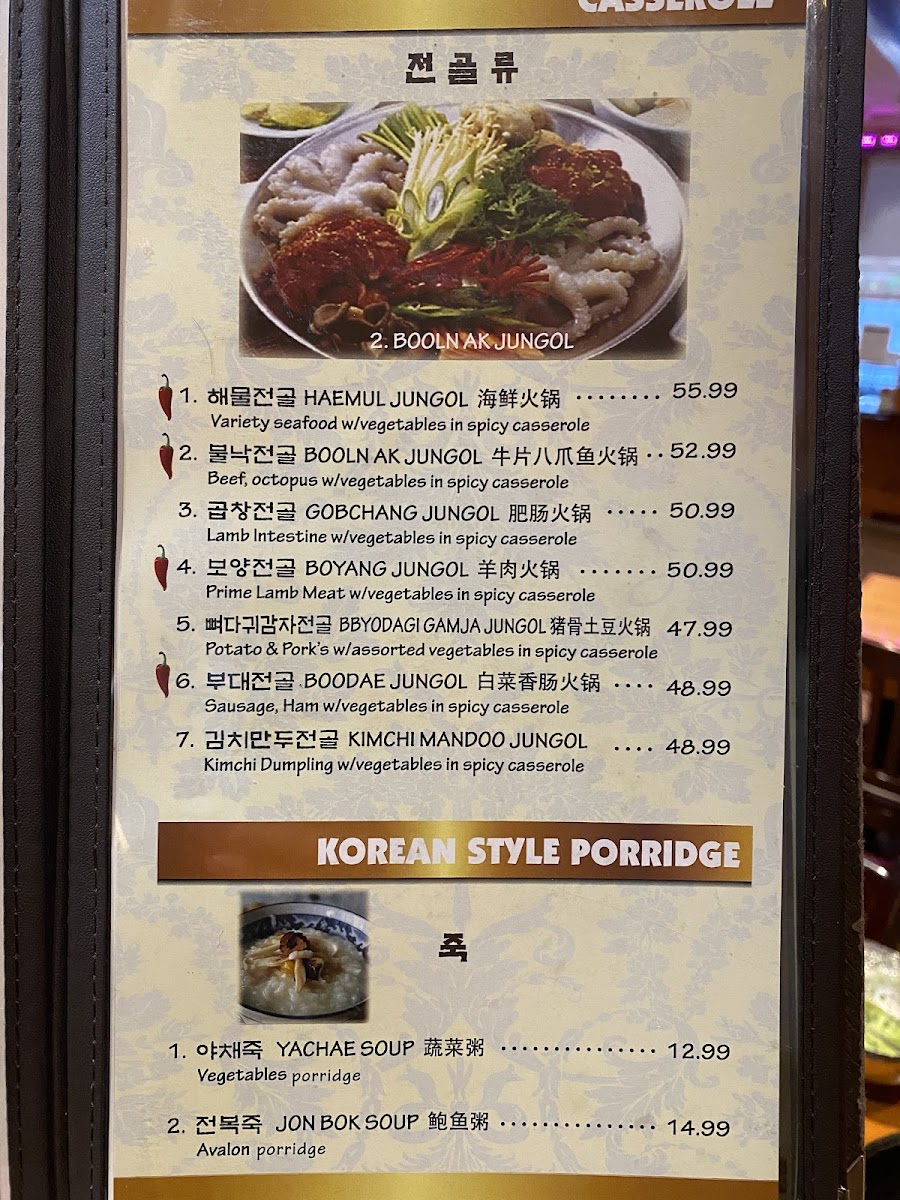 CASSEROLE
전골류
2. BOOLN AK JUNGOL
1. 해물전골 HAEMUL JUNGOL 海鲜火锅 ········ 55.99
Variety seafood w/vegetables in spicy casserole
2. 불낙전골 BOOLN AK JUNGOL 牛片八爪鱼火锅 ·· 52.99
Beef, octopus w/vegetables in spicy casserole
3. 곱창전골 GOBCHANG JUNGOL 肥肠火锅 ····· 50.99
Lamb Intestine w/vegetables in spicy casserole
4. 보양전골 BOYANG JUNGOL 羊肉火锅 ······· 50.99
Prime Lamb Meat w/vegetables in spicy casserole
5. 뼈다귀감자전골 BBYODAGI GAMJA JUNGOL 猪骨土豆火锅 47.99
Potato & Pork's w/assorted vegetables in spicy casserole
6. 부대전골 BOODAE JUNGOL 白菜香肠火锅 ···· 48.99
Sausage, Ham w/vegetables in spicy casserole
7. 김치만두전골 KIMCHI MANDOO JUNGOL ···· 48.99
Kimchi Dumpling w/vegetables in spicy casserole
KOREAN STYLE PORRIDGE
죽
1. 야채죽 YACHAE SOUP 蔬菜粥 ··············· 12.99
Vegetables porridge
2. 전복죽 JON BOK SOUP 鲍鱼粥 ··············· 14.99
Avalon porridge